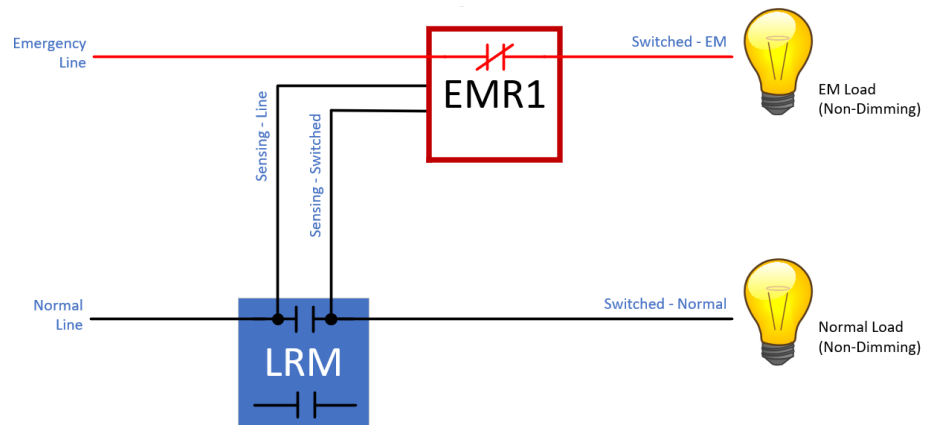 Emergency
Line
Switched - EM
EMR1
EM Load
(Non-Dimming)
Sensing - Line
Sensing - Switched
Normal
Line
Switched - Normal
Normal Load
(Non-Dimming)
LRM